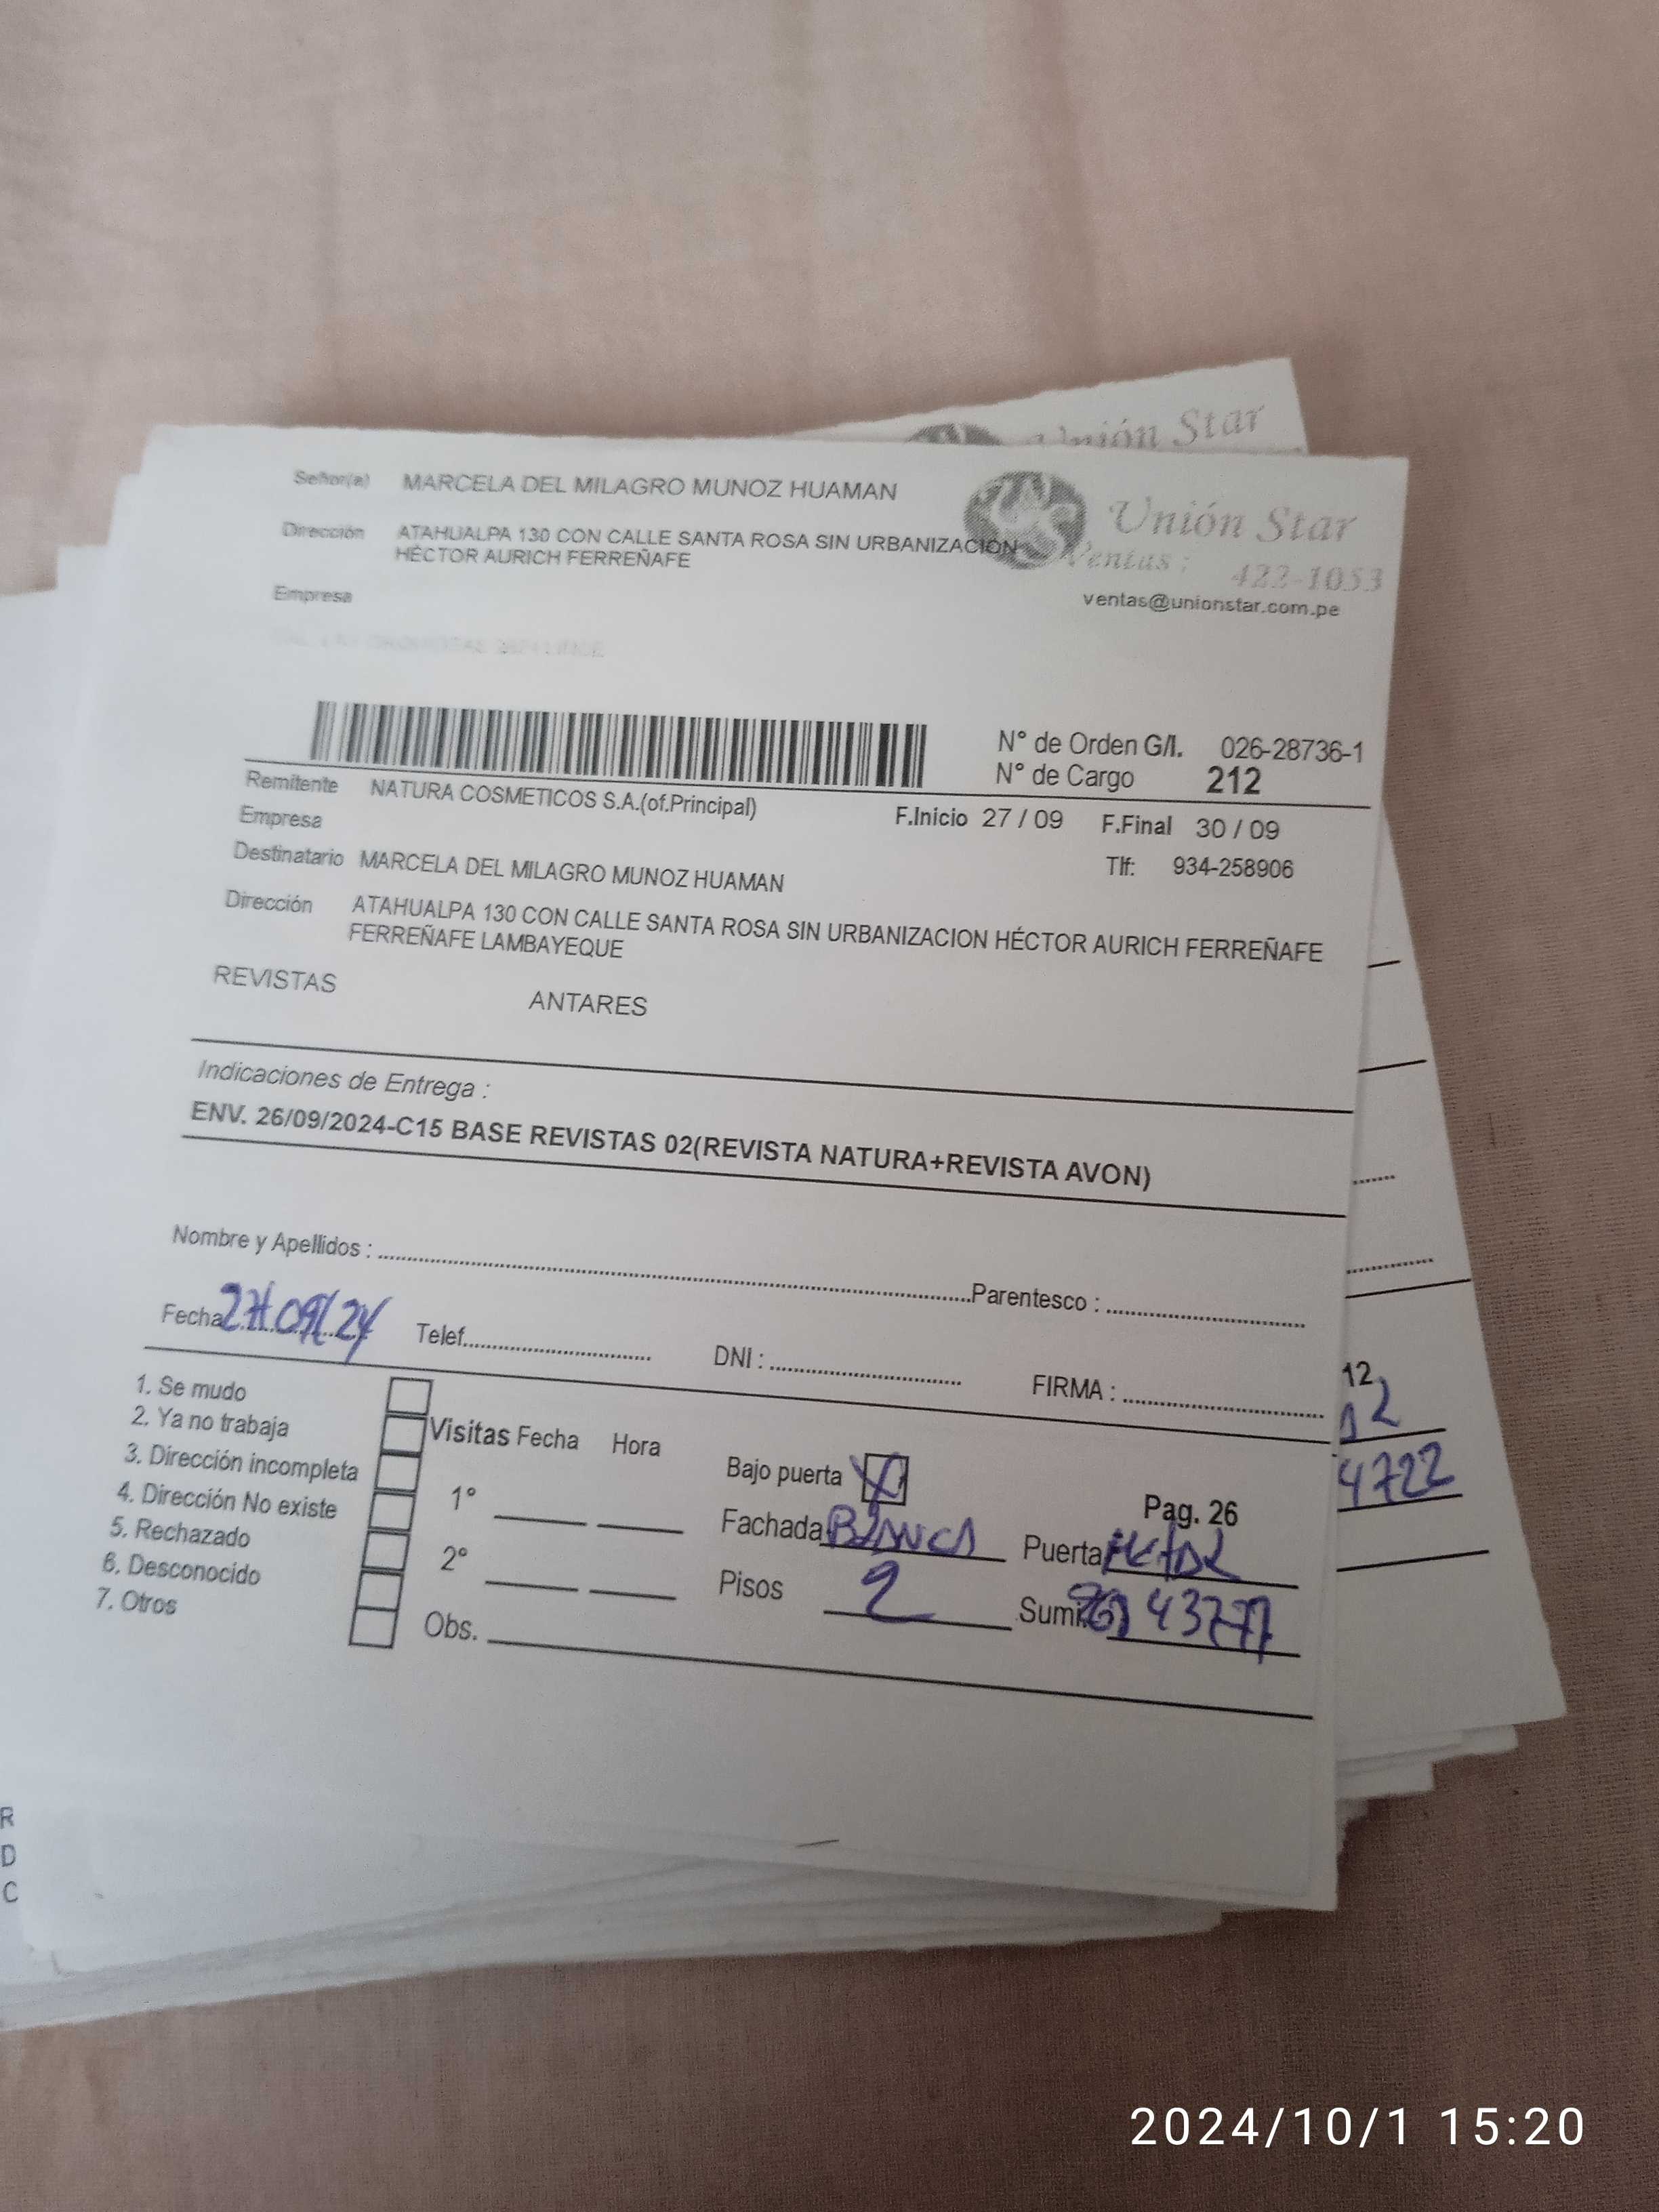 Unión Star
Señor(a) MARCELA DEL MILAGRO MUNOZ HUAMAN
Unión Star
Dirección ATAHUALPA 130 CON CALLE SANTA ROSA SIN URBANIZACIÓN
HÉCTOR AURICH FERREÑAFE
Ventas : 422-1053
Empresa
ventas@unionstar.com.pe
N° de Orden G/I. 026-28736-1
N° de Cargo 212
Remitente NATURA COSMETICOS S.A.(of.Principal)
Empresa
F.Inicio 27 / 09 F.Final 30 / 09
Destinatario MARCELA DEL MILAGRO MUNOZ HUAMAN
Tlf: 934-258906
Dirección ATAHUALPA 130 CON CALLE SANTA ROSA SIN URBANIZACION HÉCTOR AURICH FERREÑAFE
FERREÑAFE LAMBAYEQUE
REVISTAS ANTARES
Indicaciones de Entrega :
ENV. 26/09/2024-C15 BASE REVISTAS 02(REVISTA NATURA+REVISTA AVON)
Nombre y Apellidos : Parentesco :
Fecha 27/09/24 Telef. DNI : FIRMA :
1. Se mudo
2. Ya no trabaja
3. Dirección incompleta
4. Dirección No existe
5. Rechazado
6. Desconocido
7. Otros
Visitas Fecha Hora
1°
2°
Obs.
Bajo puerta X
Pag. 26
Fachada BLANCA Puerta
Pisos 2 Sumi. 43777
12
4722
R
D
C
2024/10/1 15:20